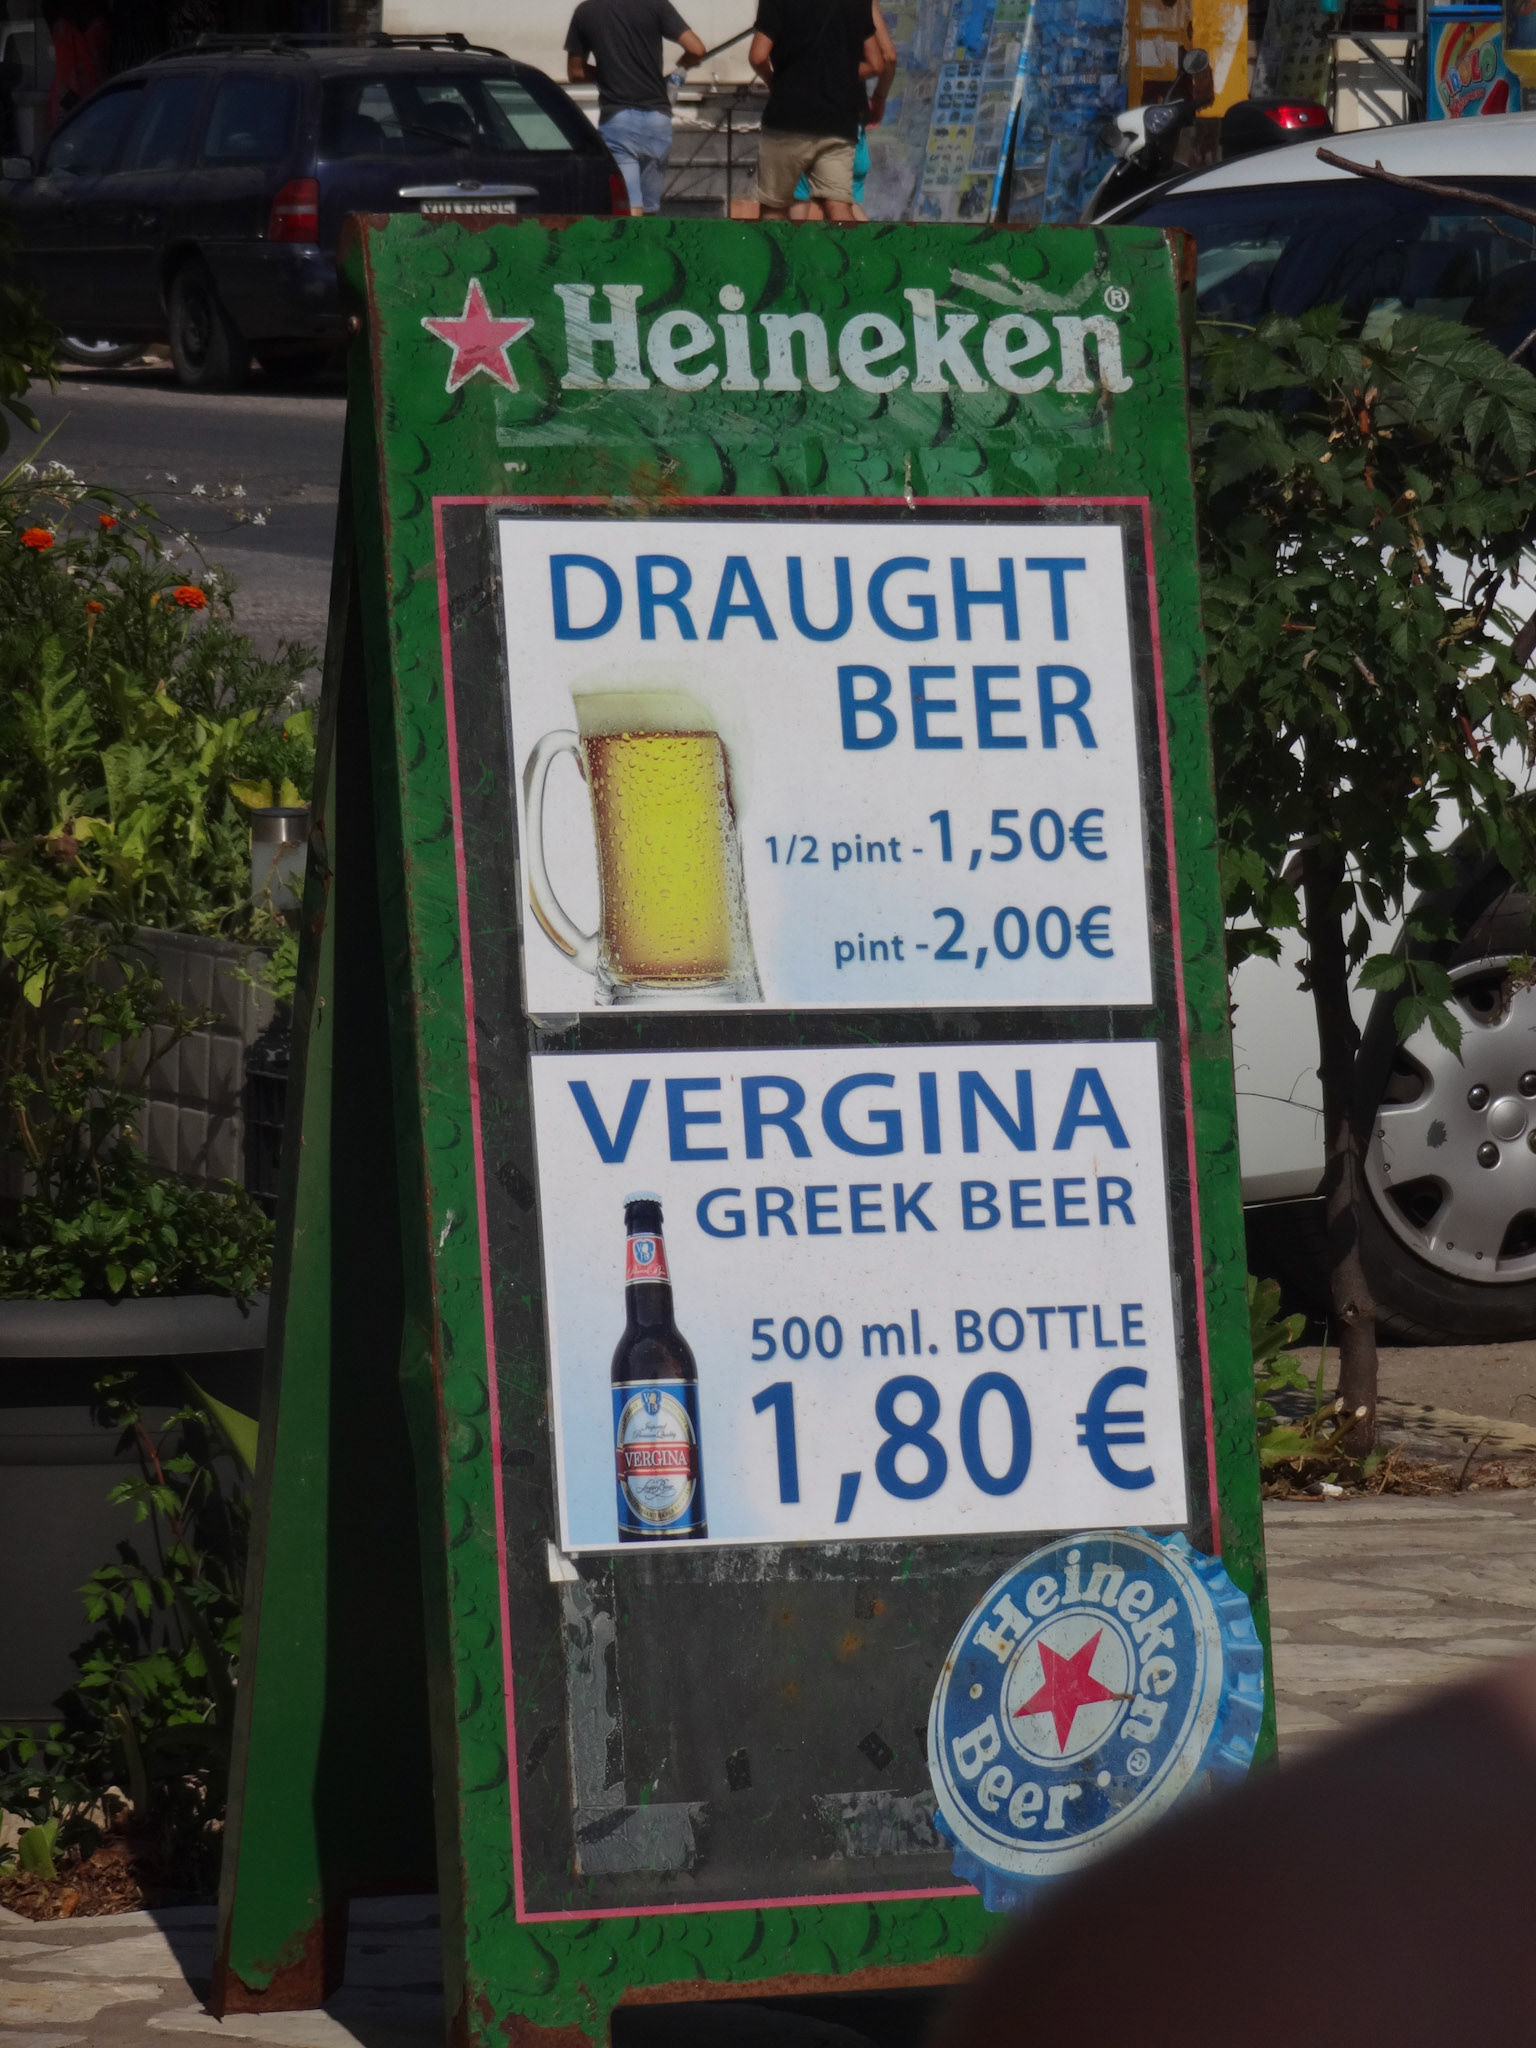 Heineken®
DRAUGHT
BEER
1/2 pint - 1,50€
pint - 2,00€
VERGINA
GREEK BEER
500 ml. BOTTLE
1,80 €
VERGINA
Heineken
Beer ®